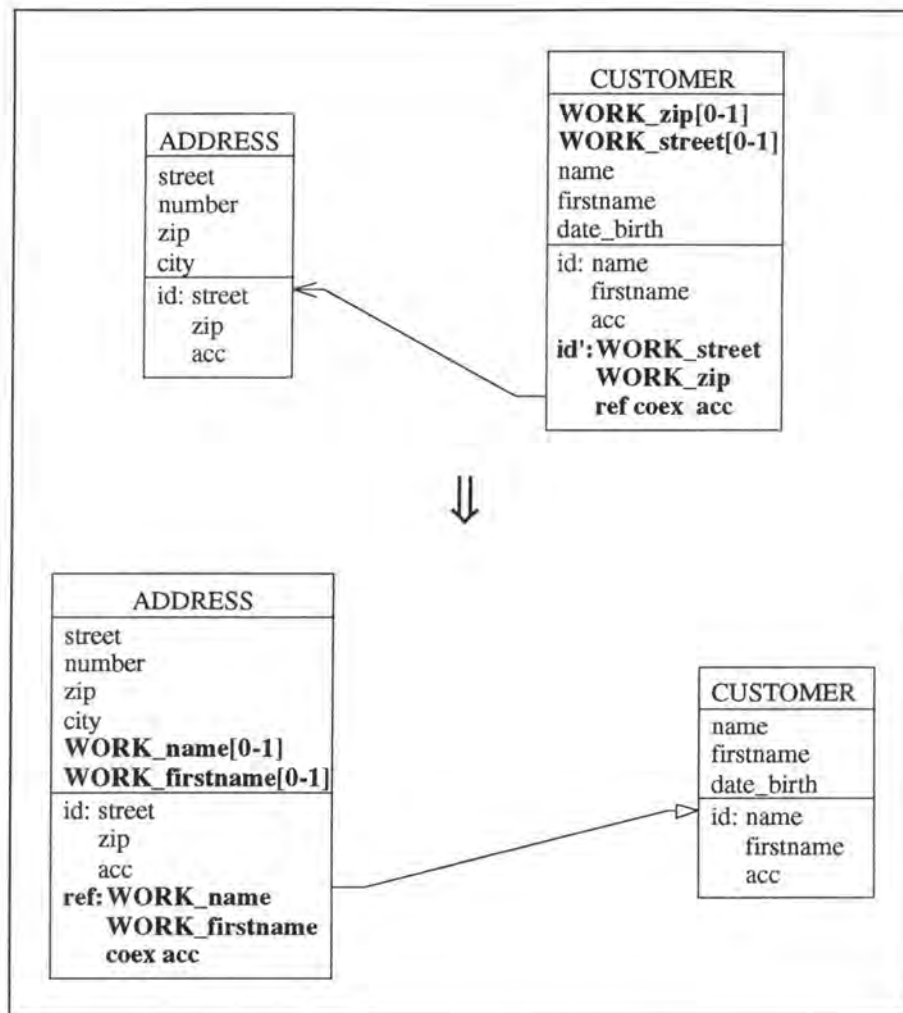 ADDRESS
street
number
zip
city
id: street
zip
acc
CUSTOMER
WORK_zip[0-1]
WORK_street[0-1]
name
firstname
date_birth
id: name
firstname
acc
id': WORK_street
WORK_zip
ref coex acc
⇓
ADDRESS
street
number
zip
city
WORK_name[0-1]
WORK_firstname[0-1]
id: street
zip
acc
ref: WORK_name
WORK_firstname
coex acc
CUSTOMER
name
firstname
date_birth
id: name
firstname
acc